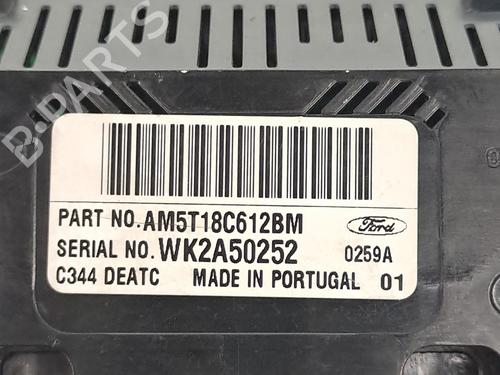 B-PARTS
PART NO. AM5T18C612BM
Ford
SERIAL NO. WK2A50252
0259A
C344 DEATC MADE IN PORTUGAL 01